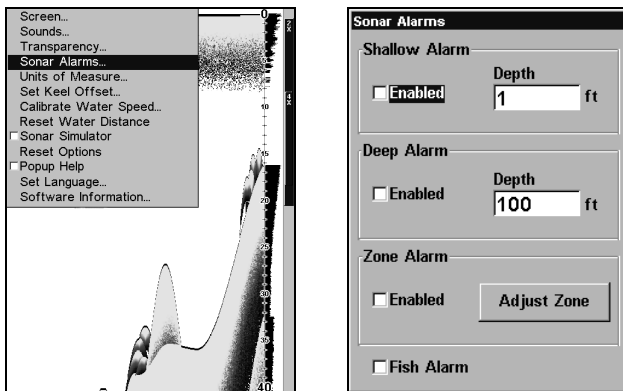 Screen...
Sounds...
Transparency...
Sonar Alarms...
Units of Measure...
Set Keel Offset...
Calibrate Water Speed...
Reset Water Distance
Sonar Simulator
Reset Options
Popup Help
Set Language...
Software Information...
0
10
15
20
25
30
35
40
2x
4x
Sonar Alarms
Shallow Alarm
Enabled
Depth
1 ft
Deep Alarm
Enabled
Depth
100 ft
Zone Alarm
Enabled
Adjust Zone
Fish Alarm